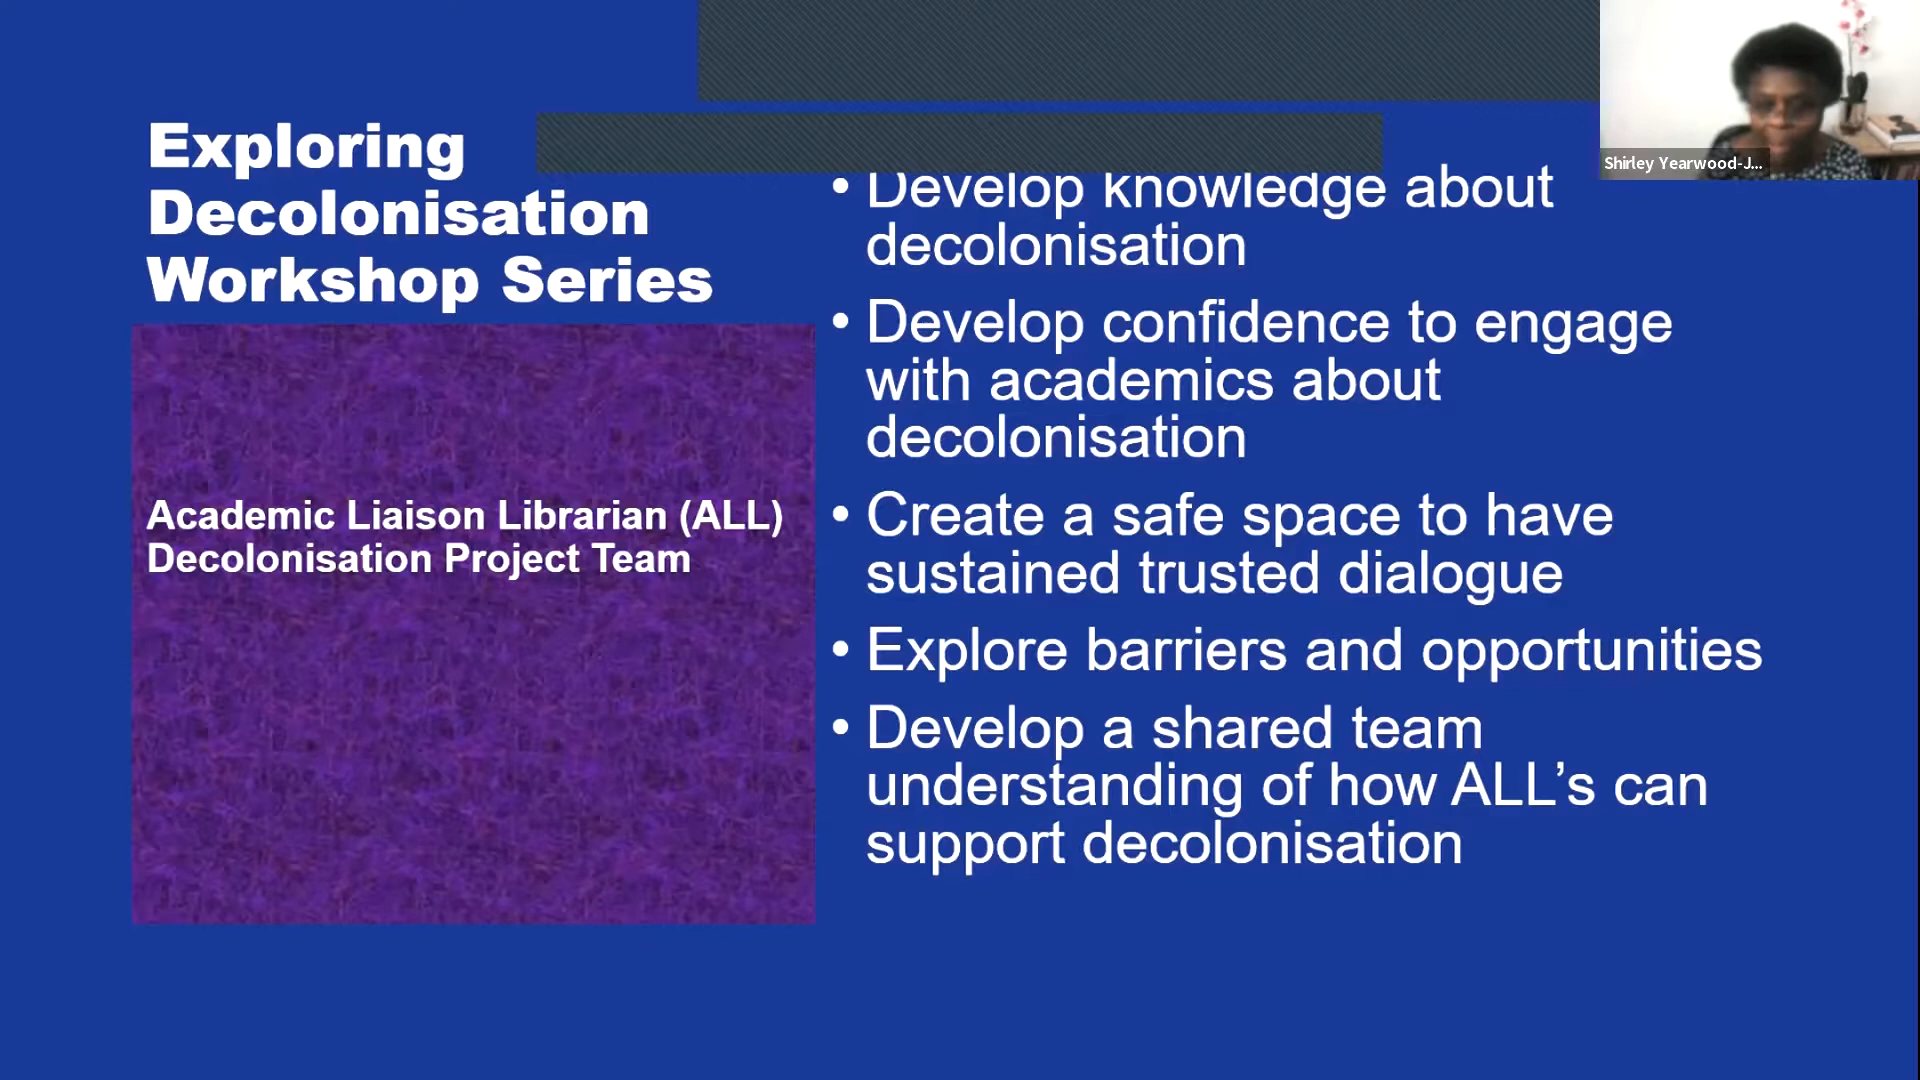 Exploring
Decolonisation
Workshop Series
Academic Liaison Librarian (ALL)
Decolonisation Project Team
• Develop knowledge about
decolonisation
• Develop confidence to engage
with academics about
decolonisation
• Create a safe space to have
sustained trusted dialogue
• Explore barriers and opportunities
• Develop a shared team
understanding of how ALL’s can
support decolonisation
Shirley Yearwood-J...